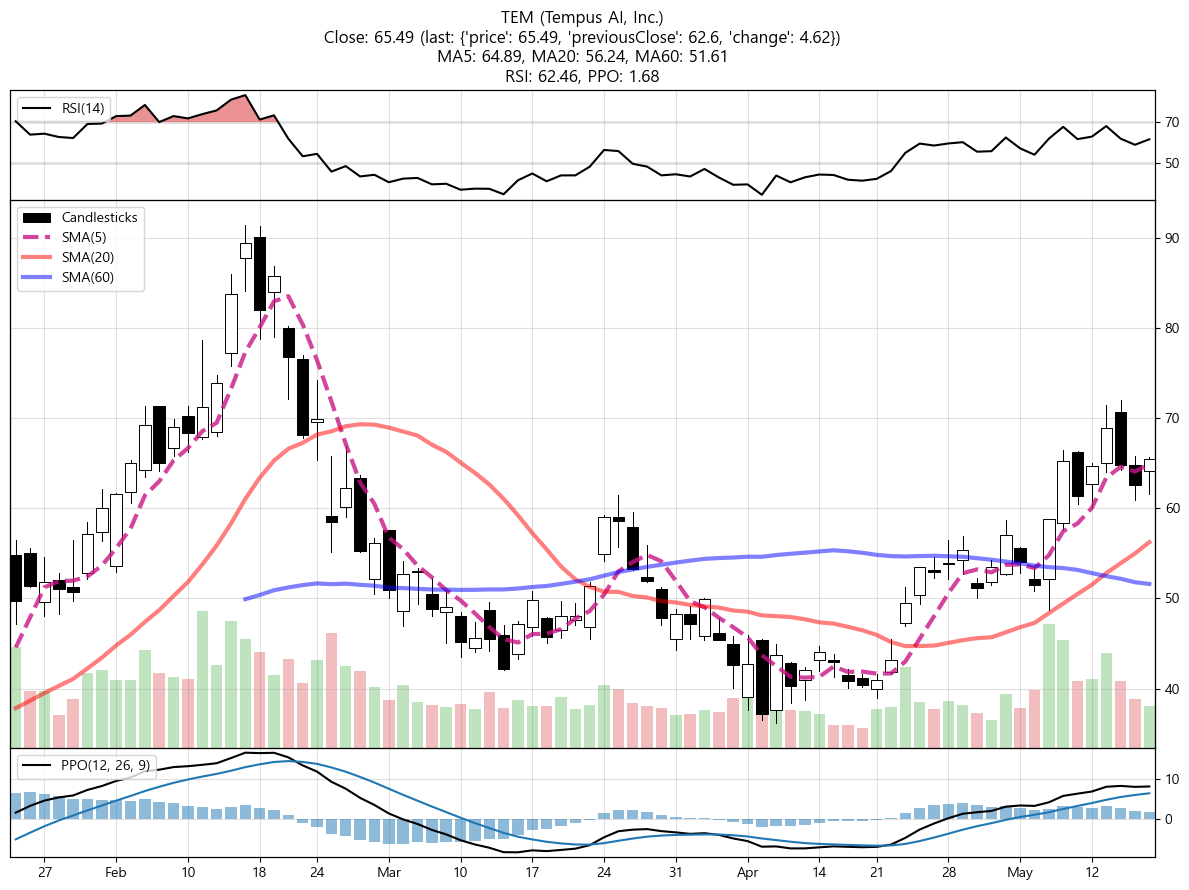 TEM (Tempus AI, Inc.)
Close: 65.49 (last: {'price': 65.49, 'previousClose': 62.6, 'change': 4.62})
MA5: 64.89, MA20: 56.24, MA60: 51.61
RSI: 62.46, PPO: 1.68
RSI(14)
70
50
Candlesticks
SMA(5)
SMA(20)
SMA(60)
90
80
70
60
50
40
PPO(12, 26, 9)
10
0
27 Feb 10 18 24 Mar 10 17 24 31 Apr 14 21 28 May 12